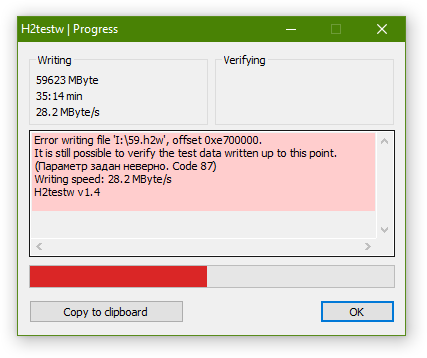 H2testw | Progress
Writing
59623 MByte
35:14 min
28.2 MByte/s
Verifying
Error writing file 'I:\59.h2w', offset 0xe700000.
It is still possible to verify the test data written up to this point.
(Параметр задан неверно. Code 87)
Writing speed: 28.2 MByte/s
H2testw v1.4
Copy to clipboard
OK